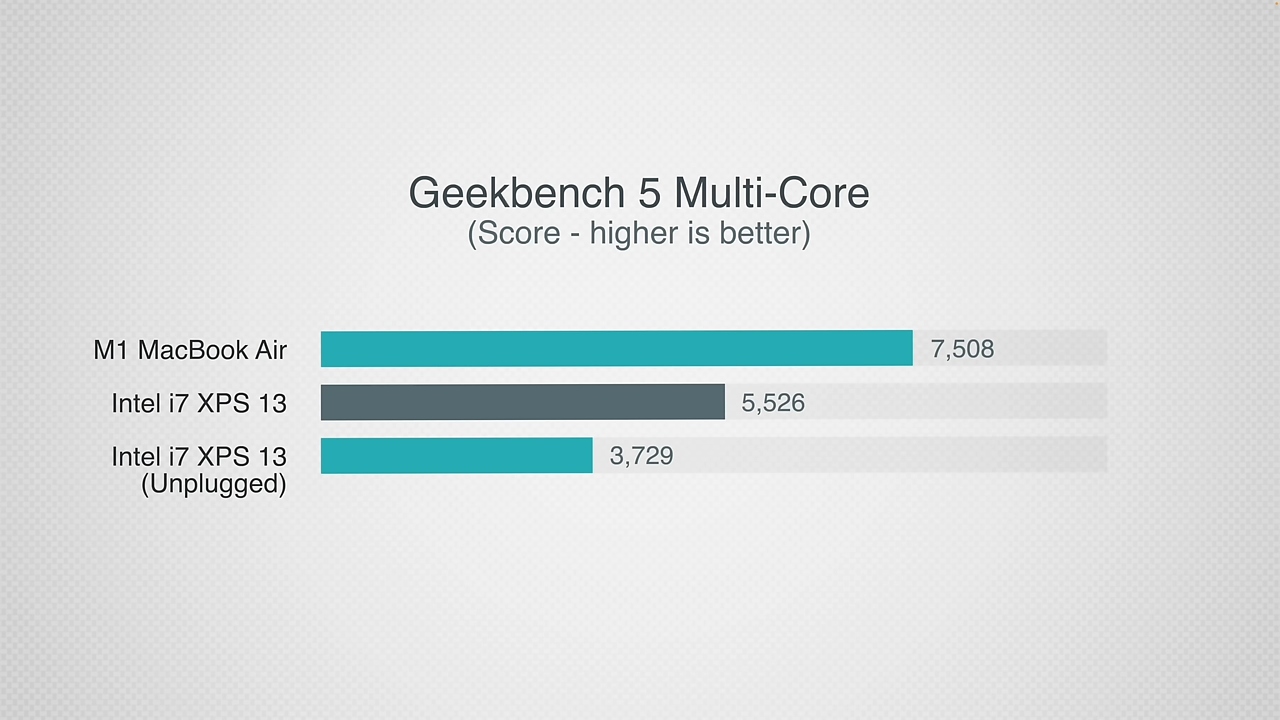 Geekbench 5 Multi-Core
(Score - higher is better)
M1 MacBook Air 7,508
Intel i7 XPS 13 5,526
Intel i7 XPS 13 3,729
(Unplugged)